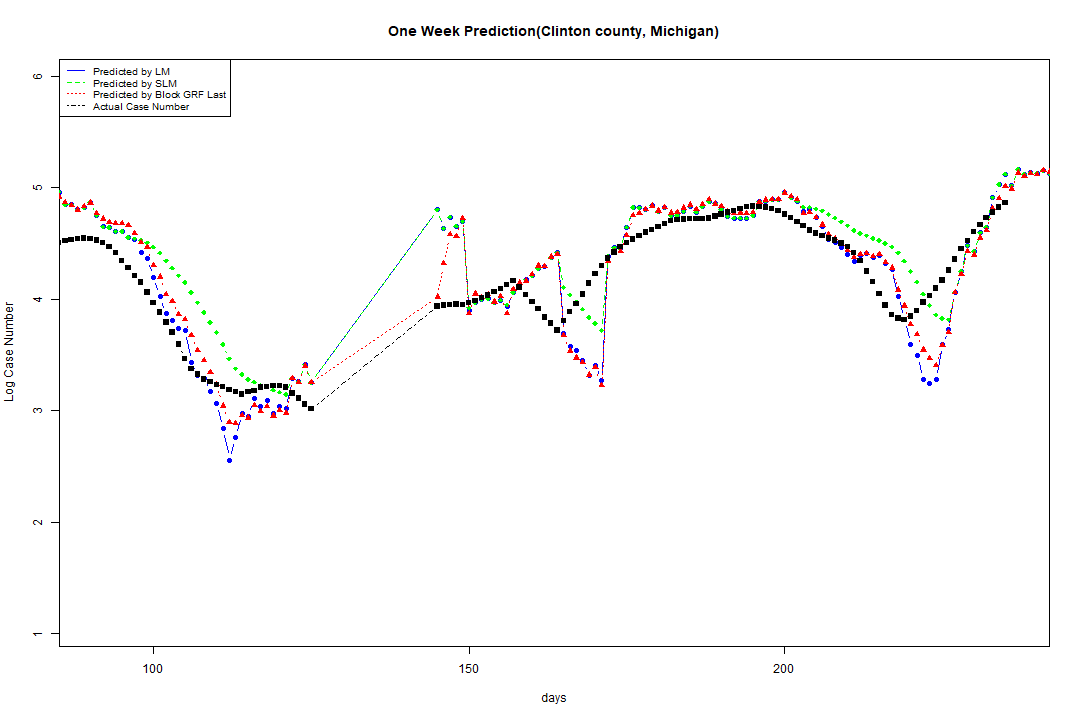 One Week Prediction(Clinton county, Michigan)
Predicted by LM
Predicted by SLM
Predicted by Block GRF Last
Actual Case Number
6
5
4
3
2
1
Log Case Number
100 150 200
days